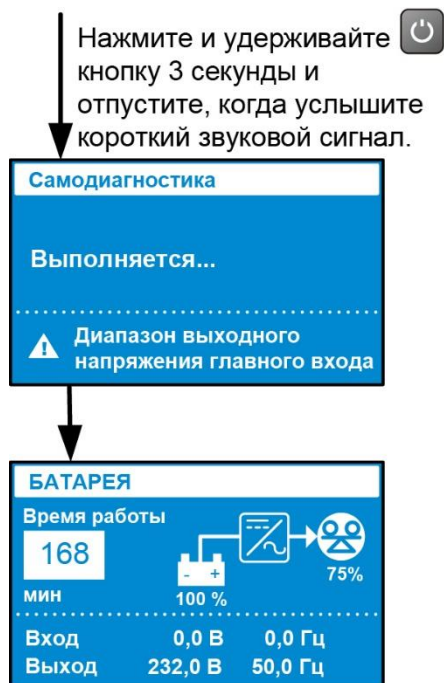 Нажмите и удерживайте
кнопку 3 секунды и
отпустите, когда услышите
короткий звуковой сигнал.
Самодиагностика
Выполняется...
Диапазон выходного
напряжения главного входа
БАТАРЕЯ
Время работы
168
мин
- +
100 %
75%
Вход 0,0 В 0,0 Гц
Выход 232,0 В 50,0 Гц